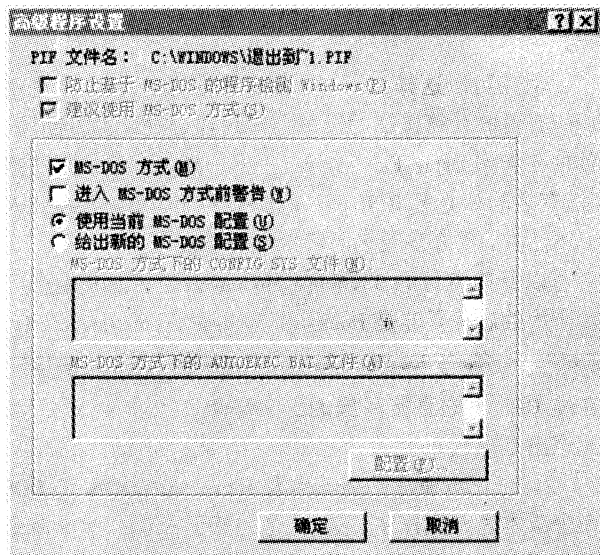 高级程序设置
PIF 文件名： C:\WINDOWS\退出到~1.PIF
防止基于 MS-DOS 的程序检测 Windows(P)
建议使用 MS-DOS 方式(G)
MS-DOS 方式(M)
进入 MS-DOS 方式前警告(W)
使用当前 MS-DOS 配置(U)
给出新的 MS-DOS 配置(S)
MS-DOS 方式下的 CONFIG SYS 文件(N)
MS-DOS 方式下的 AUTOEXEC BAT 文件(A)
配置(F)...
确定 取消